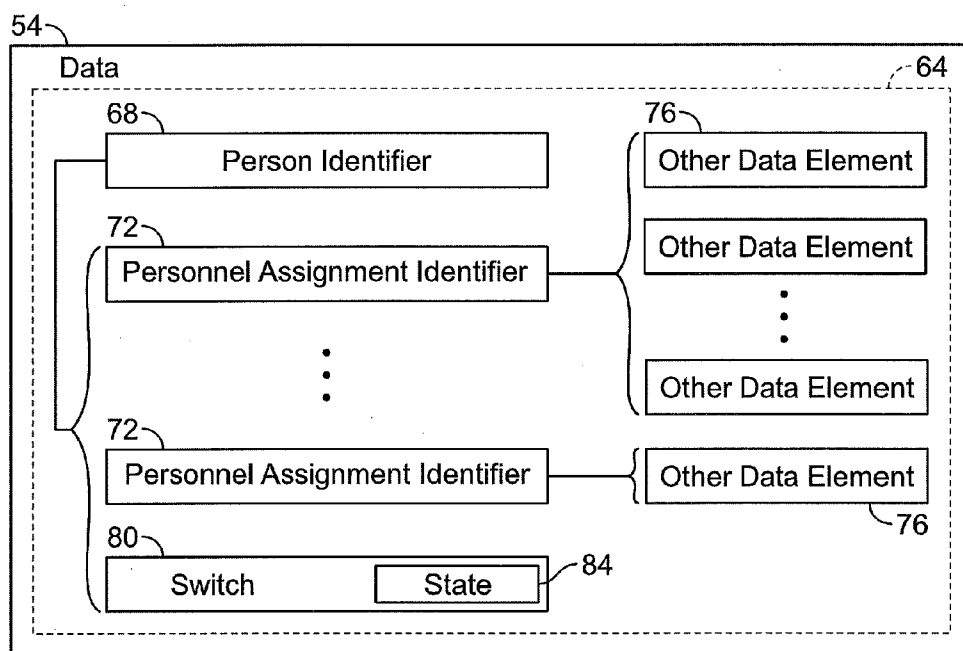 54
Data
64
68
Person Identifier
76
Other Data Element
72
Personnel Assignment Identifier
Other Data Element
Other Data Element
72
Personnel Assignment Identifier
Other Data Element
76
80
Switch
State
84